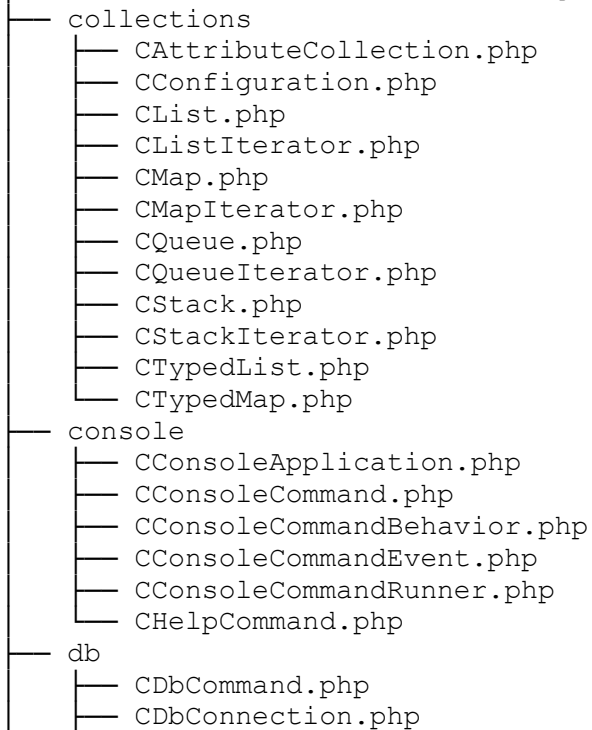 ├── collections
│   ├── CAttributeCollection.php
│   ├── CConfiguration.php
│   ├── CList.php
│   ├── CListIterator.php
│   ├── CMap.php
│   ├── CMapIterator.php
│   ├── CQueue.php
│   ├── CQueueIterator.php
│   ├── CStack.php
│   ├── CStackIterator.php
│   ├── CTypedList.php
│   └── CTypedMap.php
├── console
│   ├── CConsoleApplication.php
│   ├── CConsoleCommand.php
│   ├── CConsoleCommandBehavior.php
│   ├── CConsoleCommandEvent.php
│   ├── CConsoleCommandRunner.php
│   └── CHelpCommand.php
├── db
│   ├── CDbCommand.php
│   ├── CDbConnection.php